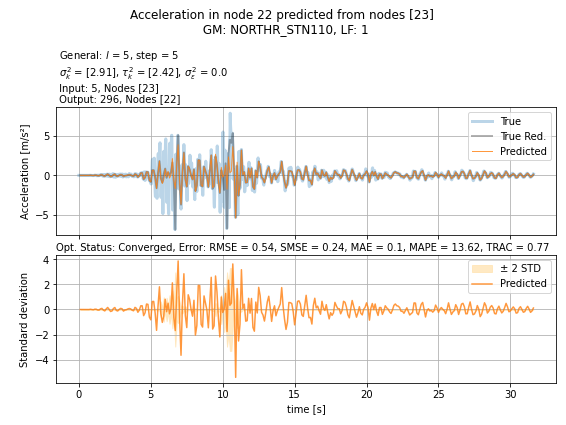 Acceleration in node 22 predicted from nodes [23]
GM: NORTHR_STN110, LF: 1
General: l = 5, step = 5
σ²ₖ = [2.91], τ²ₖ = [2.42], σ²ε = 0.0
Input: 5, Nodes [23]
Output: 296, Nodes [22]
Acceleration [m/s²]
5
0
−5
True
True Red.
Predicted
Opt. Status: Converged, Error: RMSE = 0.54, SMSE = 0.24, MAE = 0.1, MAPE = 13.62, TRAC = 0.77
Standard deviation
4
2
0
−2
−4
± 2 STD
Predicted
0 5 10 15 20 25 30
time [s]